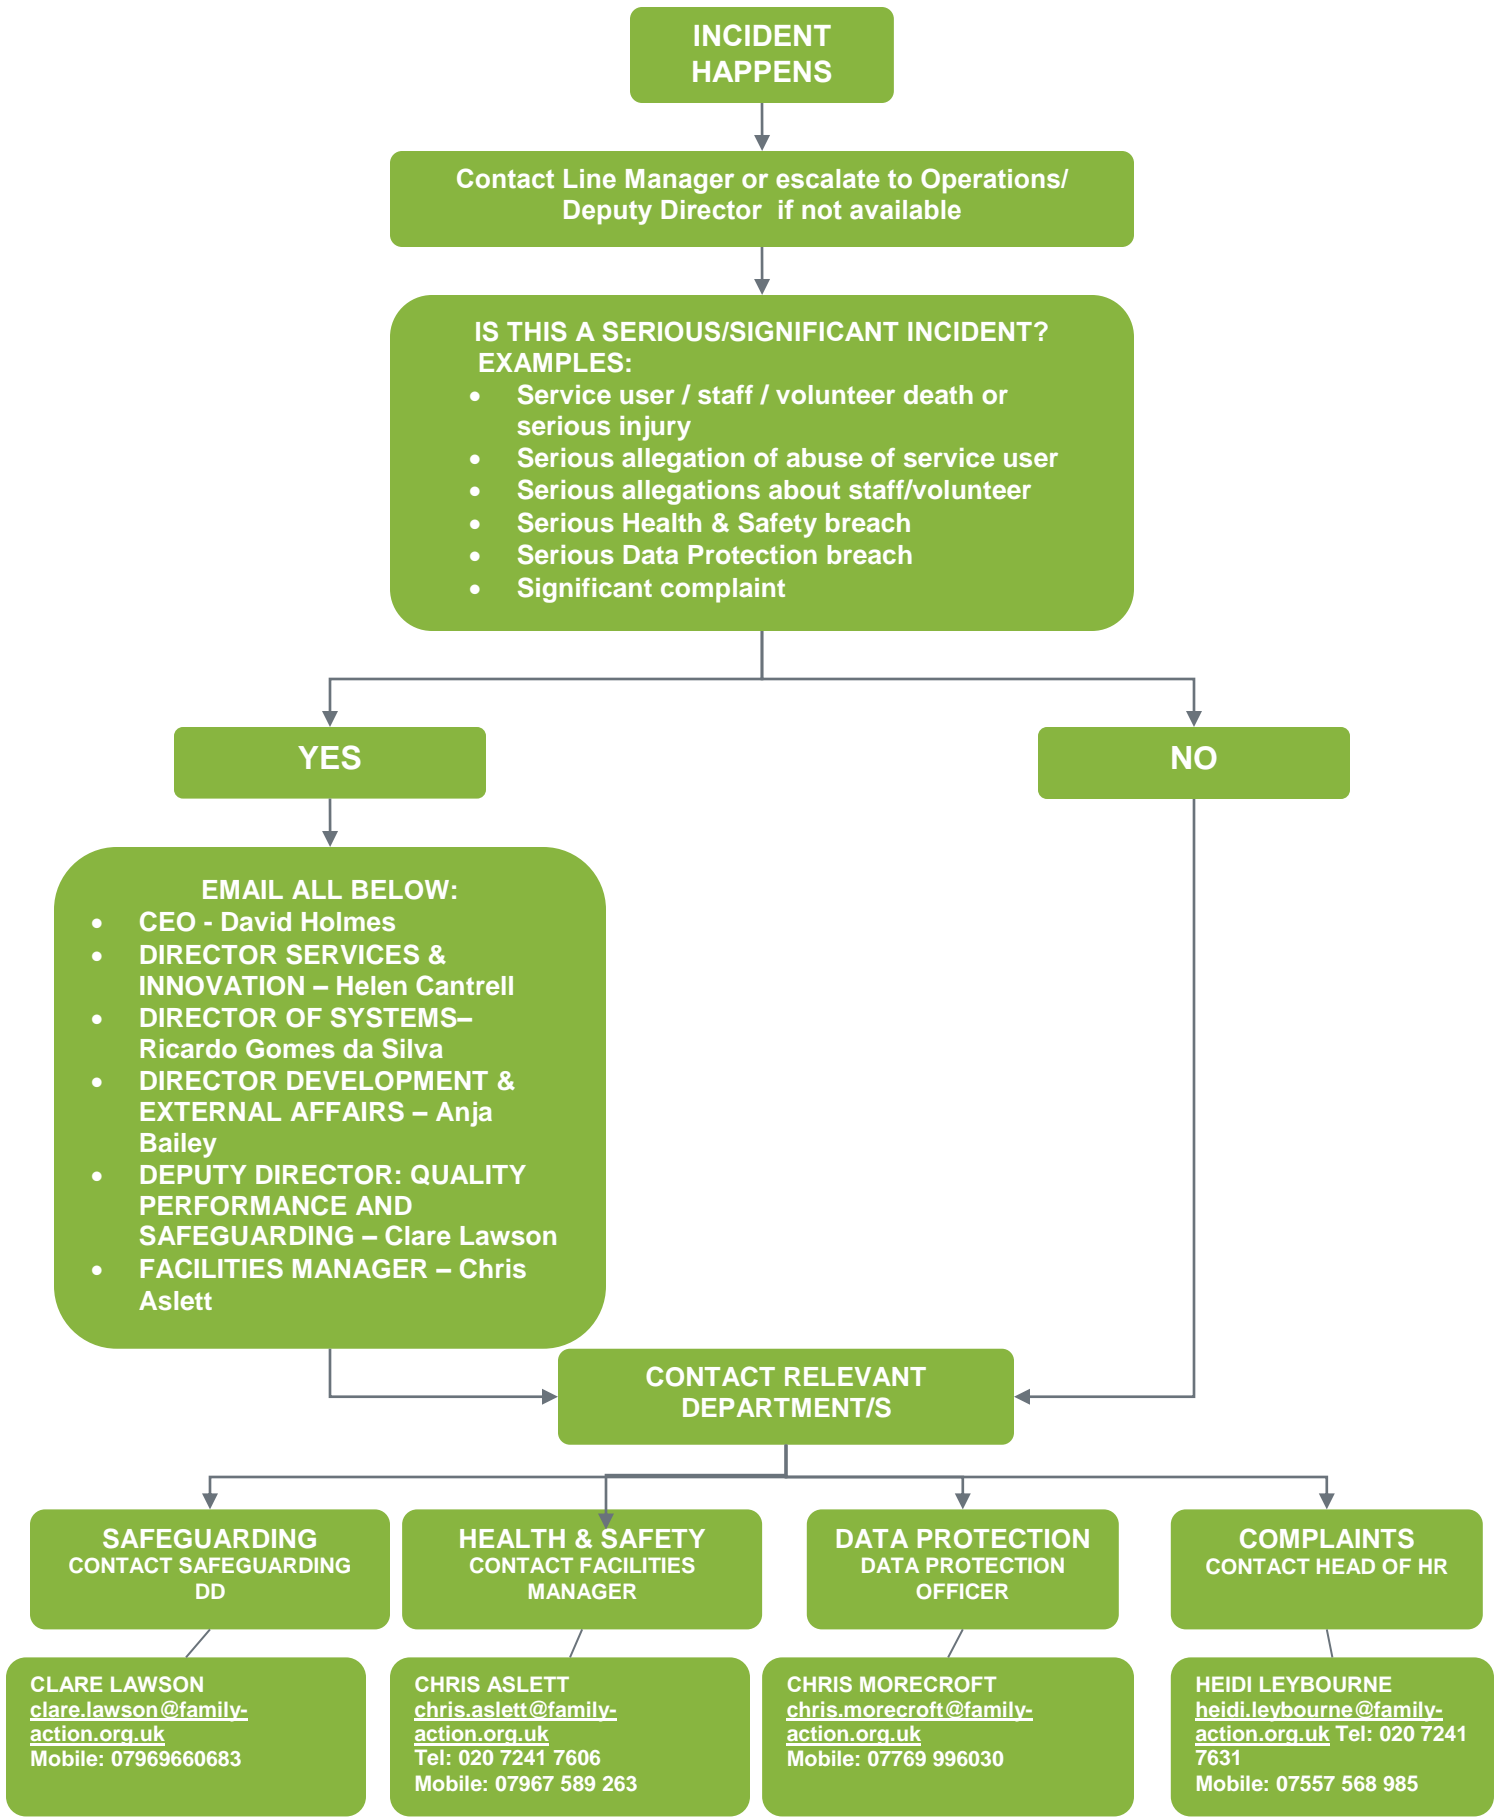 INCIDENT
HAPPENS
Contact Line Manager or escalate to Operations/
Deputy Director  if not available
IS THIS A SERIOUS/SIGNIFICANT INCIDENT?
EXAMPLES:
• Service user / staff / volunteer death or
serious injury
• Serious allegation of abuse of service user
• Serious allegations about staff/volunteer
• Serious Health & Safety breach
• Serious Data Protection breach
• Significant complaint
YES
NO
EMAIL ALL BELOW:
• CEO - David Holmes
• DIRECTOR SERVICES &
INNOVATION – Helen Cantrell
• DIRECTOR OF SYSTEMS–
Ricardo Gomes da Silva
• DIRECTOR DEVELOPMENT &
EXTERNAL AFFAIRS – Anja
Bailey
• DEPUTY DIRECTOR: QUALITY
PERFORMANCE AND
SAFEGUARDING – Clare Lawson
• FACILITIES MANAGER – Chris
Aslett
CONTACT RELEVANT
DEPARTMENT/S
SAFEGUARDING
CONTACT SAFEGUARDING
DD
HEALTH & SAFETY
CONTACT FACILITIES
MANAGER
DATA PROTECTION
DATA PROTECTION
OFFICER
COMPLAINTS
CONTACT HEAD OF HR
CLARE LAWSON
clare.lawson@family-
action.org.uk
Mobile: 07969660683
CHRIS ASLETT
chris.aslett@family-
action.org.uk
Tel: 020 7241 7606
Mobile: 07967 589 263
CHRIS MORECROFT
chris.morecroft@family-
action.org.uk
Mobile: 07769 996030
HEIDI LEYBOURNE
heidi.leybourne@family-
action.org.uk Tel: 020 7241
7631
Mobile: 07557 568 985